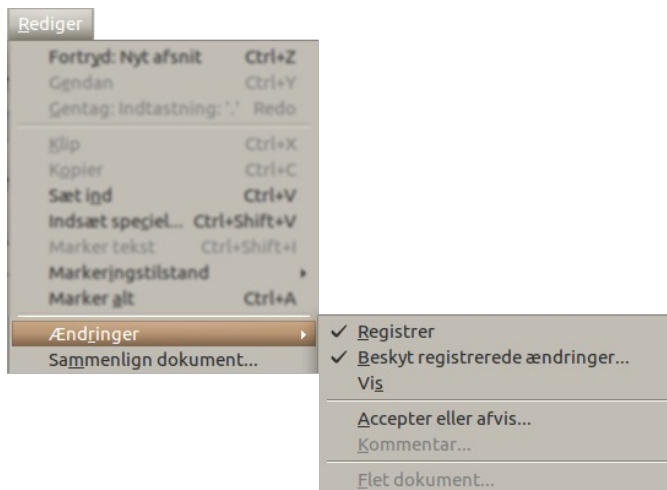 Rediger
Fortryd: Nyt afsnit Ctrl+Z
Gendan Ctrl+Y
Gentag: Indtastning: '.' Redo
Klip Ctrl+X
Kopier Ctrl+C
Sæt ind Ctrl+V
Indsæt speciel... Ctrl+Shift+V
Marker tekst Ctrl+Shift+I
Markeringstilstand
Marker alt Ctrl+A
Ændringer
Sammenlign dokument...
Registrer
Beskyt registrerede ændringer...
Vis
Accepter eller afvis...
Kommentar...
Flet dokument...